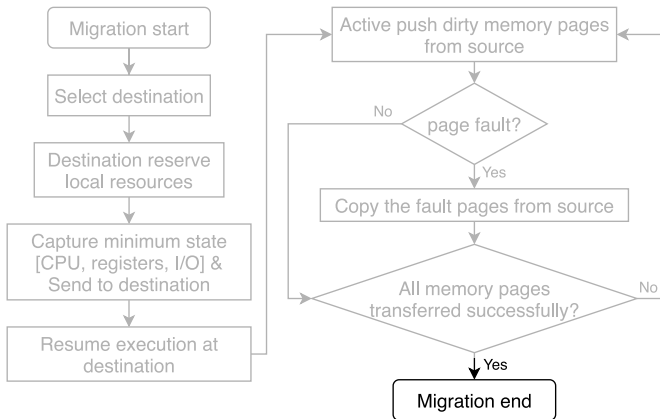 Migration start
Select destination
Destination reserve
local resources
Capture minimum state
[CPU, registers, I/O] &
Send to destination
Resume execution at
destination
Active push dirty memory pages
from source
No
page fault?
Yes
Copy the fault pages from source
All memory pages
transferred successfully?
No
Yes
Migration end